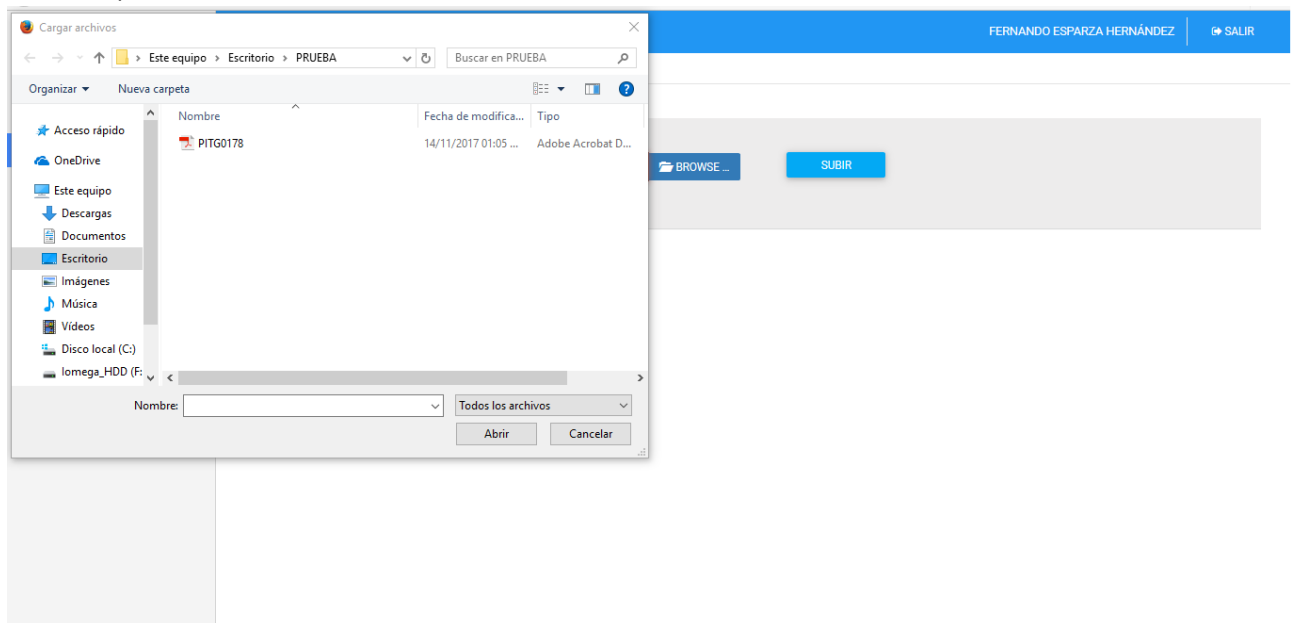 Cargar archivos
FERNANDO ESPARZA HERNÁNDEZ SALIR
Este equipo > Escritorio > PRUEBA Buscar en PRUEBA
Organizar Nueva carpeta
Nombre Fecha de modifica... Tipo
Acceso rápido
PITG0178 14/11/2017 01:05 ... Adobe Acrobat D...
OneDrive
BROWSE ... SUBIR
Este equipo
Descargas
Documentos
Escritorio
Imágenes
Música
Vídeos
Disco local (C:)
Iomega_HDD (F:
Nombre: Todos los archivos
Abrir Cancelar